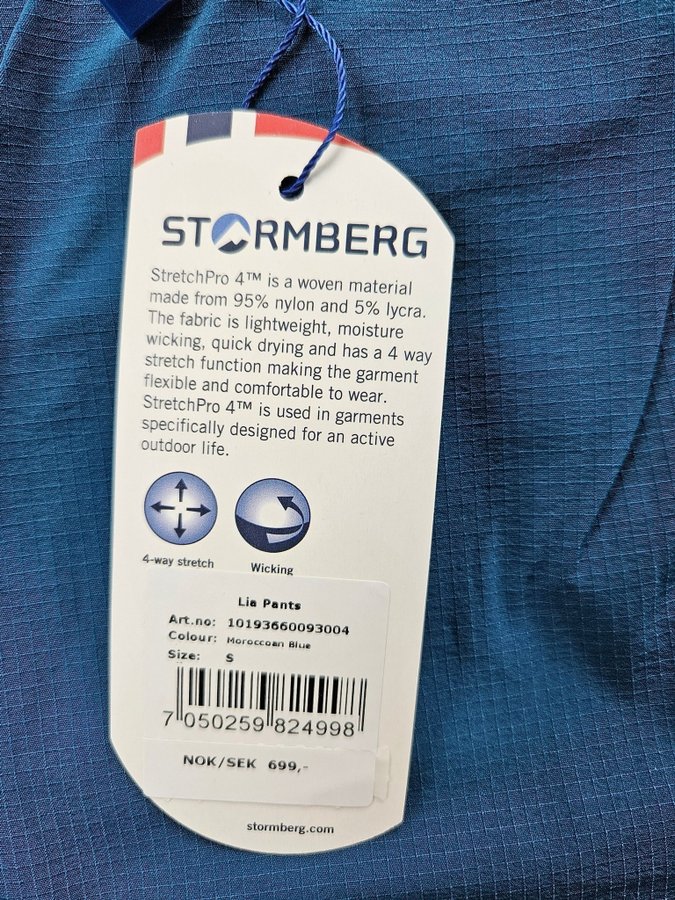 STORMBERG
StretchPro 4™ is a woven material
made from 95% nylon and 5% lycra.
The fabric is lightweight, moisture
wicking, quick drying and has a 4 way
stretch function making the garment
flexible and comfortable to wear.
StretchPro 4™ is used in garments
specifically designed for an active
outdoor life.
4-way stretch Wicking
Lia Pants
Art.no: 10193660093004
Colour: Moroccoan Blue
Size: S
7 050259 824998
NOK/SEK 699,-
stormberg.com